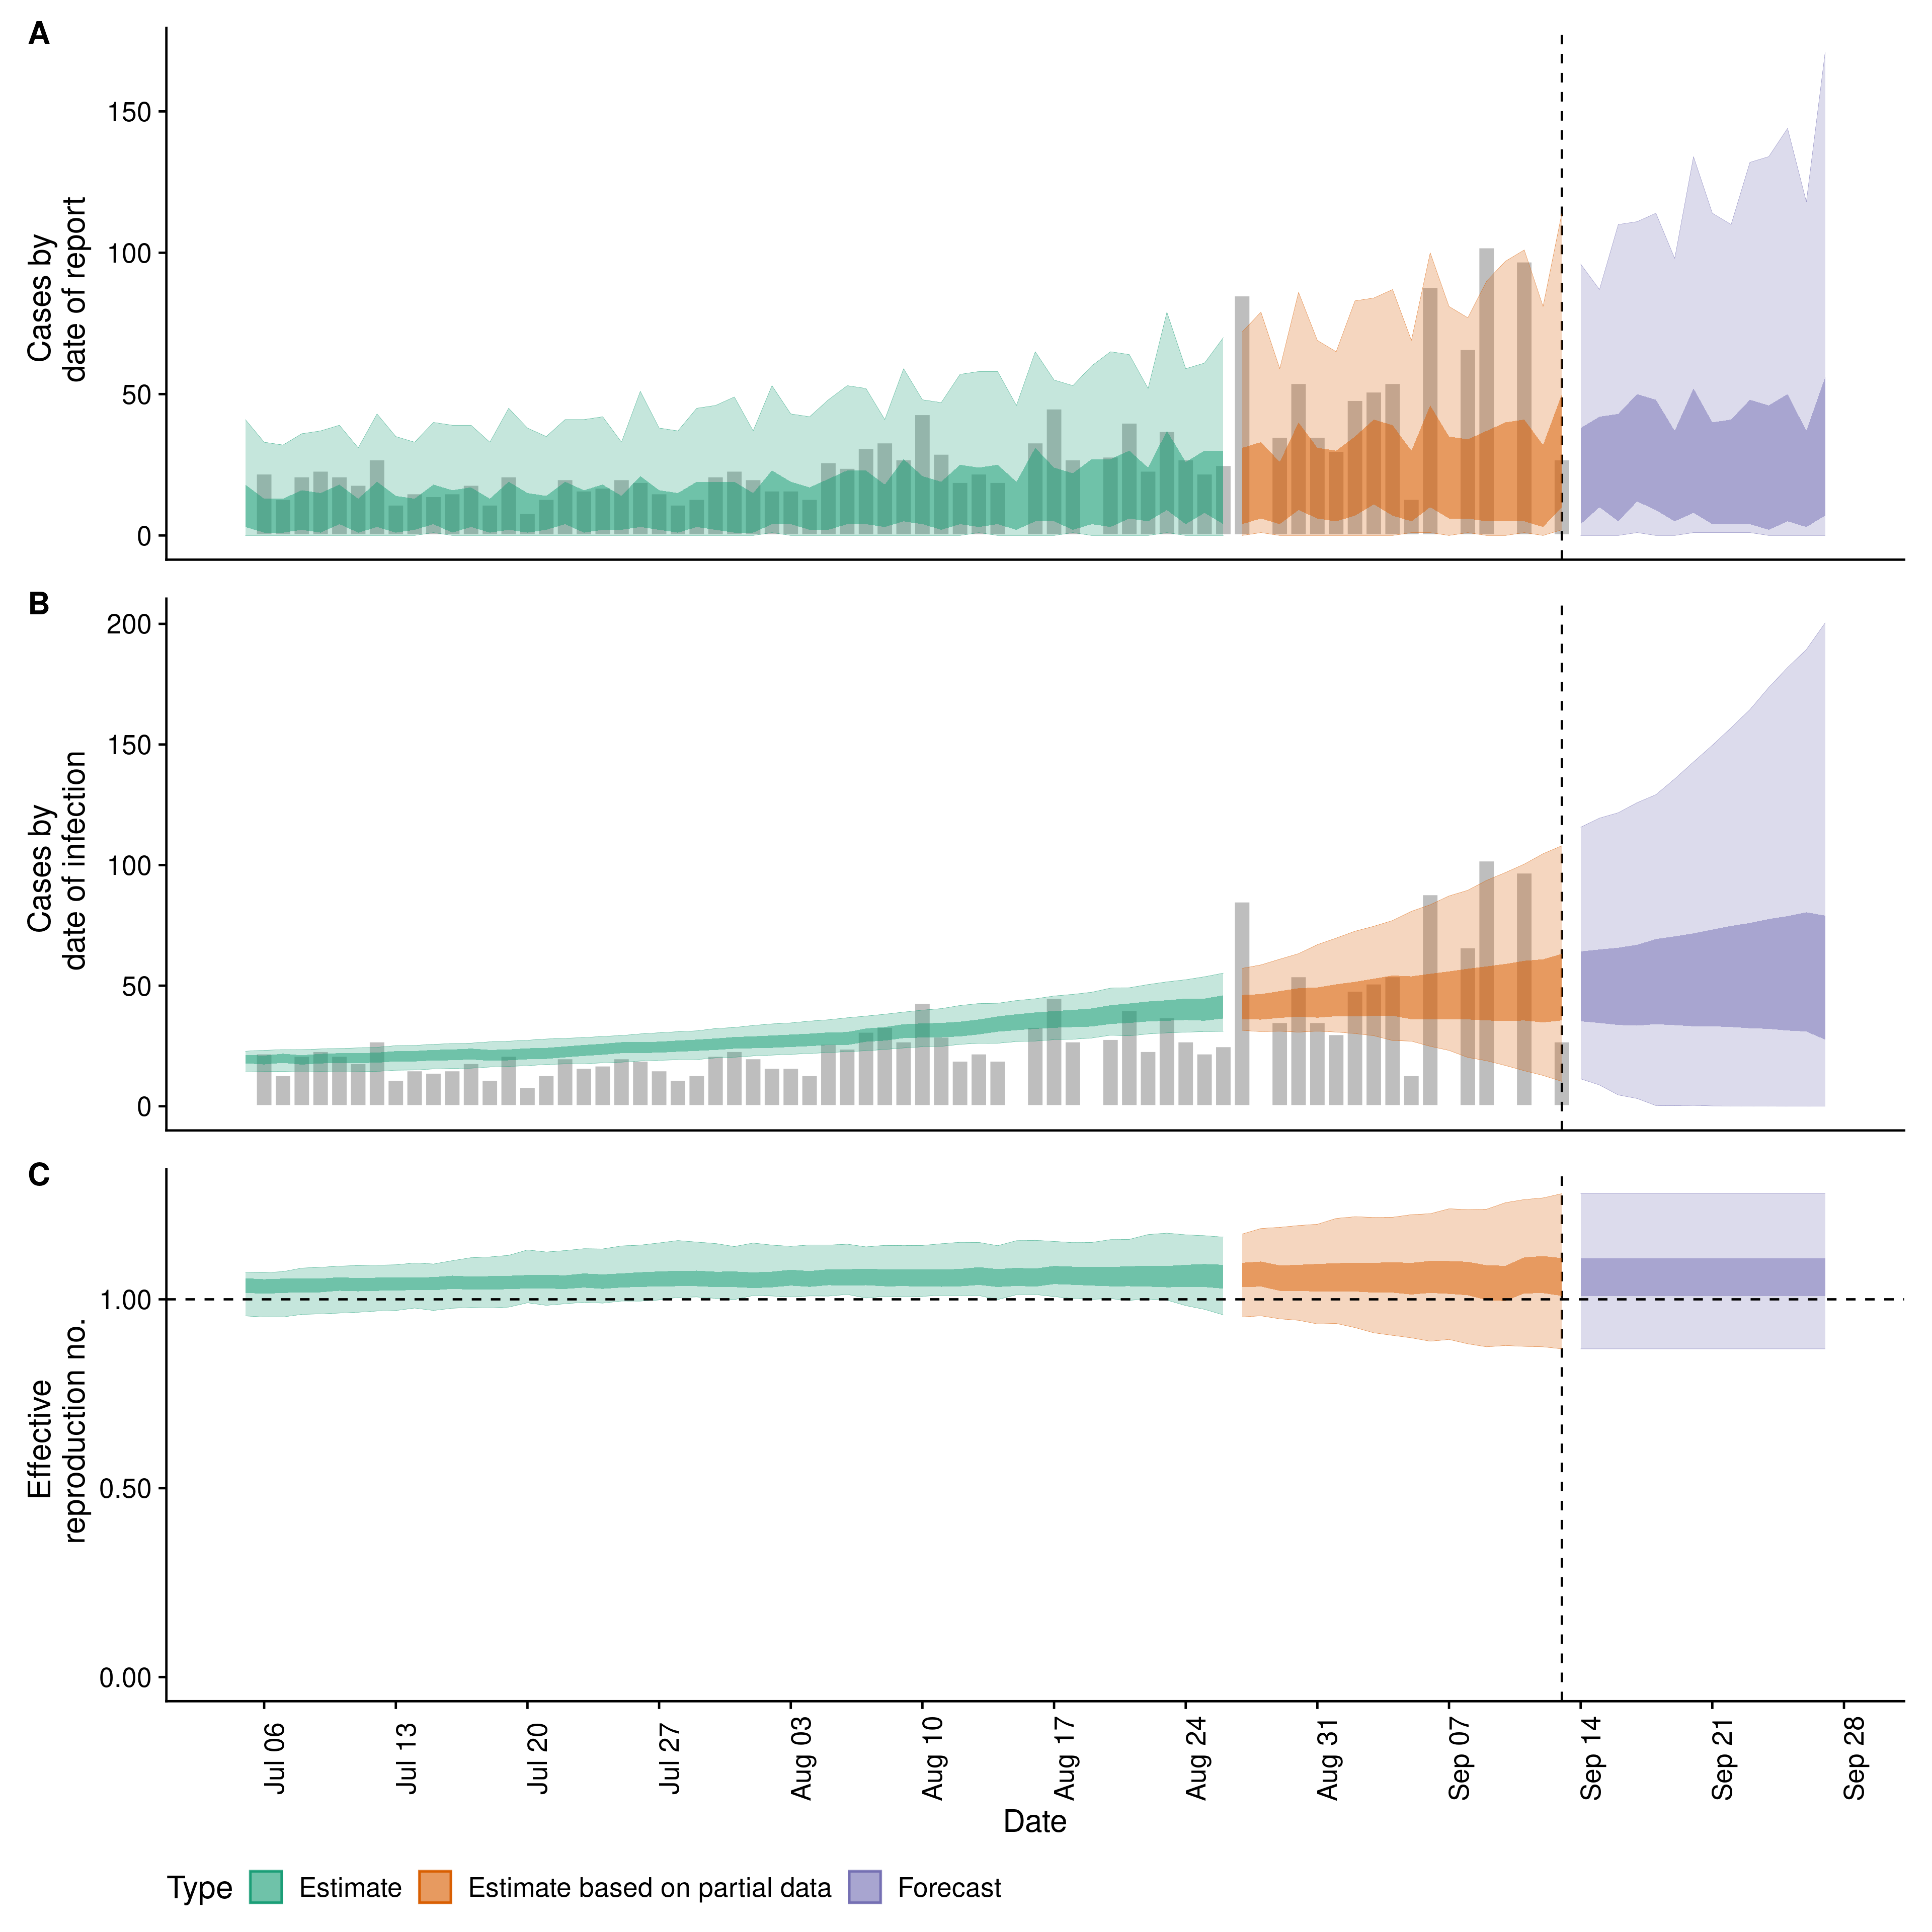 A
Cases by
date of report
150
100
50
0
B
Cases by
date of infection
200
150
100
50
0
C
Effective
reproduction no.
1.00
0.50
0.00
Jul 06
Jul 13
Jul 20
Jul 27
Aug 03
Aug 10
Aug 17
Aug 24
Aug 31
Sep 07
Sep 14
Sep 21
Sep 28
Date
Type Estimate Estimate based on partial data Forecast